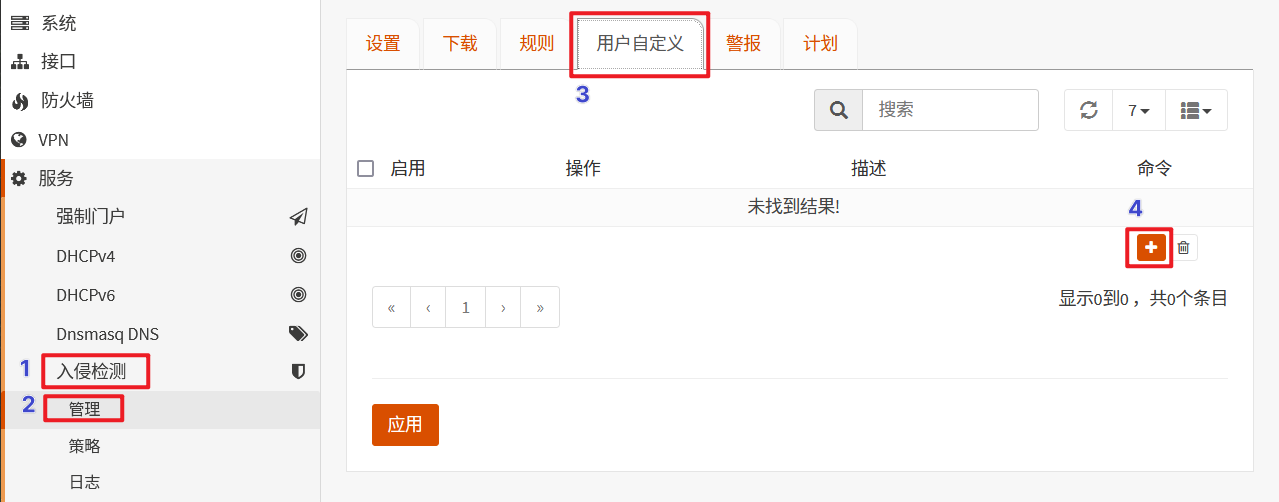 系统
接口
防火墙
VPN
服务
强制门户
DHCPv4
DHCPv6
Dnsmasq DNS
1 入侵检测
2 管理
策略
日志
设置 下载 规则 用户自定义 警报 计划
3
搜索 7
启用 操作 描述 命令
未找到结果!
4
« ‹ 1 › »
显示0到0 ，共0个条目
应用